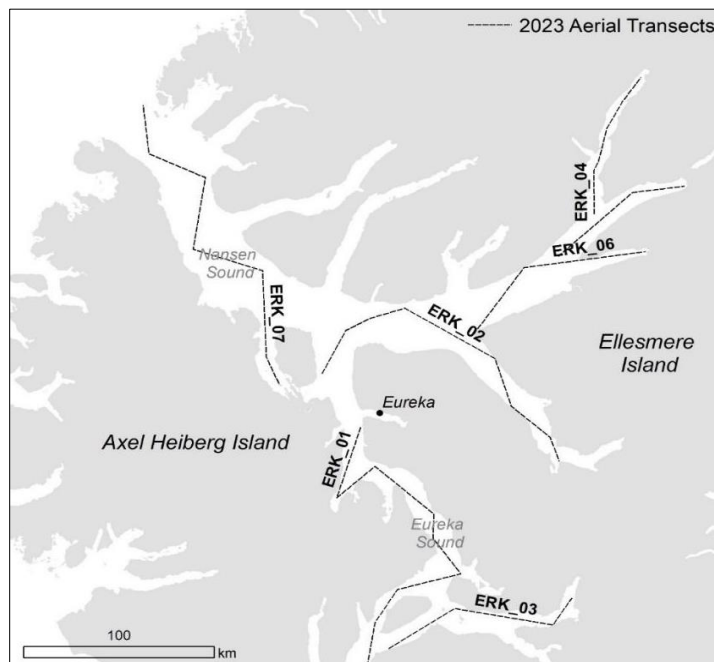 2023 Aerial Transects
ERK_04
ERK_06
Nansen
Sound
ERK_07
ERK_02
Ellesmere
Island
Eureka
Axel Heiberg Island
ERK_01
Eureka
Sound
ERK_03
100
km